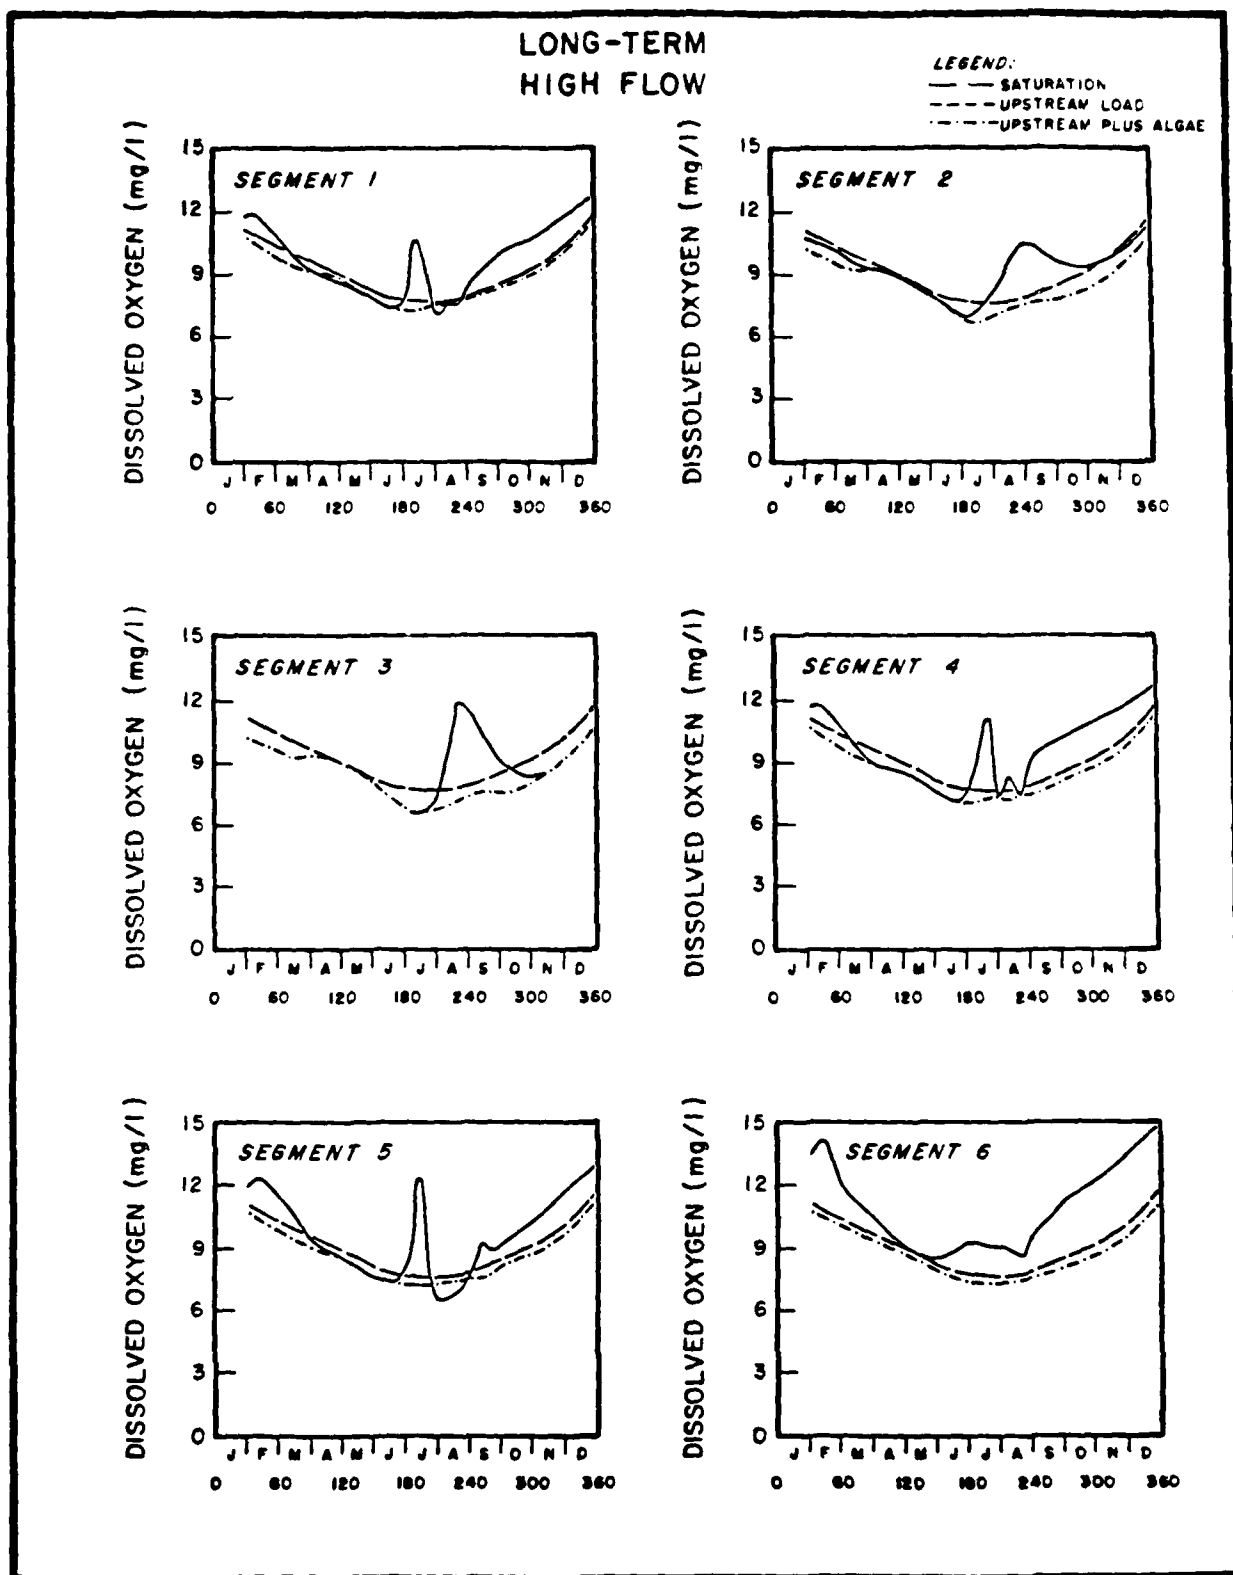 LONG-TERM
HIGH FLOW
LEGEND:
SATURATION
UPSTREAM LOAD
UPSTREAM PLUS ALGAE
DISSOLVED OXYGEN (mg/l)
15
12
9
6
3
0
SEGMENT 1
J F M A M J J A S O N D
0 60 120 180 240 300 360
DISSOLVED OXYGEN (mg/l)
15
12
9
6
3
0
SEGMENT 2
J F M A M J J A S O N D
0 60 120 180 240 300 360
DISSOLVED OXYGEN (mg/l)
15
12
9
6
3
0
SEGMENT 3
J F M A M J J A S O N D
0 60 120 180 240 300 360
DISSOLVED OXYGEN (mg/l)
15
12
9
6
3
0
SEGMENT 4
J F M A M J J A S O N D
0 60 120 180 240 300 360
DISSOLVED OXYGEN (mg/l)
15
12
9
6
3
0
SEGMENT 5
J F M A M J J A S O N D
0 60 120 180 240 300 360
DISSOLVED OXYGEN (mg/l)
15
12
9
6
3
0
SEGMENT 6
J F M A M J J A S O N D
0 60 120 180 240 300 360